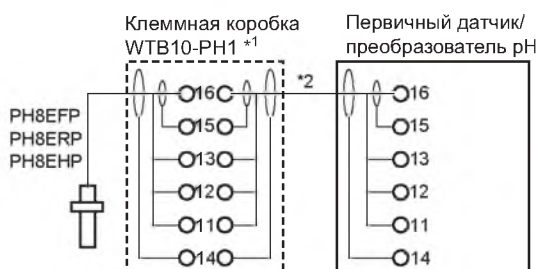 Клеммная коробка
WTB10-PH1 *1
Первичный датчик/
преобразователь pH
*2
PH8EFP
PH8ERP
PH8EHP
16
15
13
12
11
14
16
15
13
12
11
14